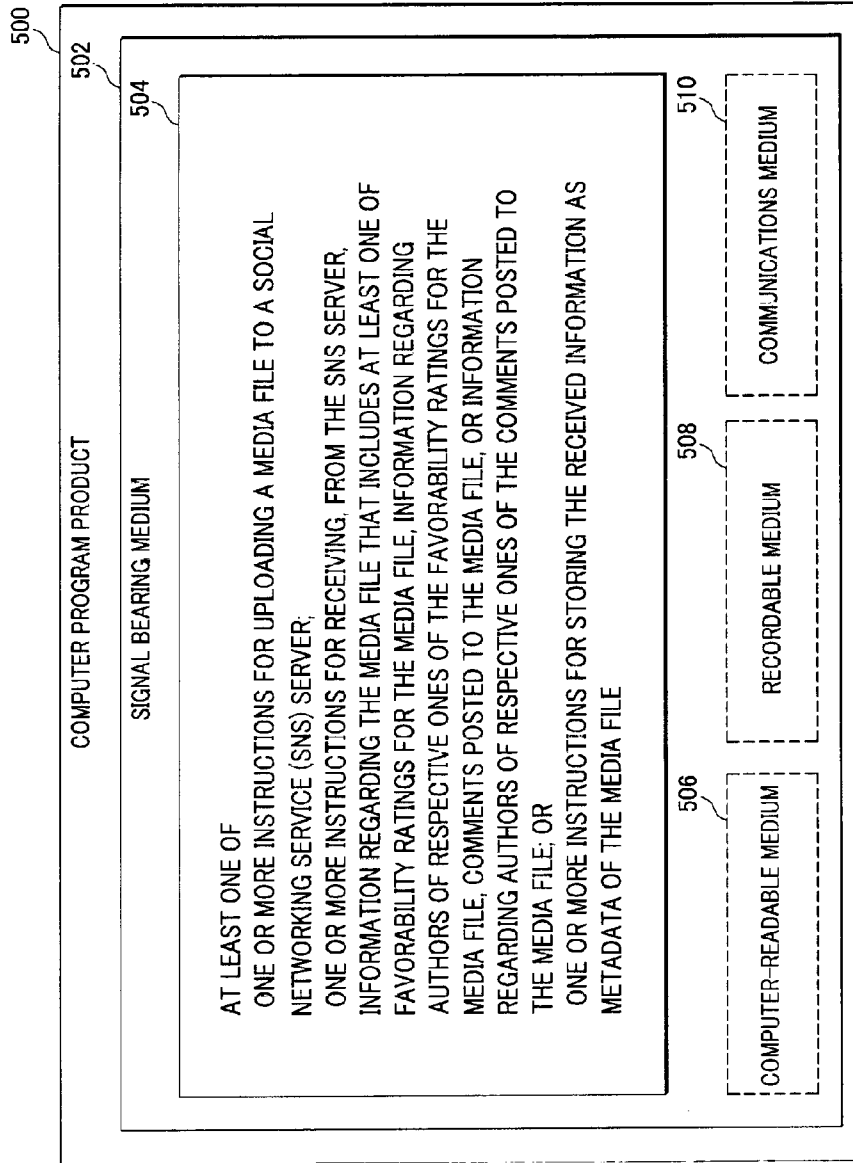 500
COMPUTER PROGRAM PRODUCT
502
SIGNAL BEARING MEDIUM
504
AT LEAST ONE OF
ONE OR MORE INSTRUCTIONS FOR UPLOADING A MEDIA FILE TO A SOCIAL
NETWORKING SERVICE (SNS) SERVER;
ONE OR MORE INSTRUCTIONS FOR RECEIVING, FROM THE SNS SERVER,
INFORMATION REGARDING THE MEDIA FILE THAT INCLUDES AT LEAST ONE OF
FAVORABILITY RATINGS FOR THE MEDIA FILE, INFORMATION REGARDING
AUTHORS OF RESPECTIVE ONES OF THE FAVORABILITY RATINGS FOR THE
MEDIA FILE, COMMENTS POSTED TO THE MEDIA FILE, OR INFORMATION
REGARDING AUTHORS OF RESPECTIVE ONES OF THE COMMENTS POSTED TO
THE MEDIA FILE; OR
ONE OR MORE INSTRUCTIONS FOR STORING THE RECEIVED INFORMATION AS
METADATA OF THE MEDIA FILE
506
COMPUTER-READABLE MEDIUM
508
RECORDABLE MEDIUM
510
COMMUNICATIONS MEDIUM